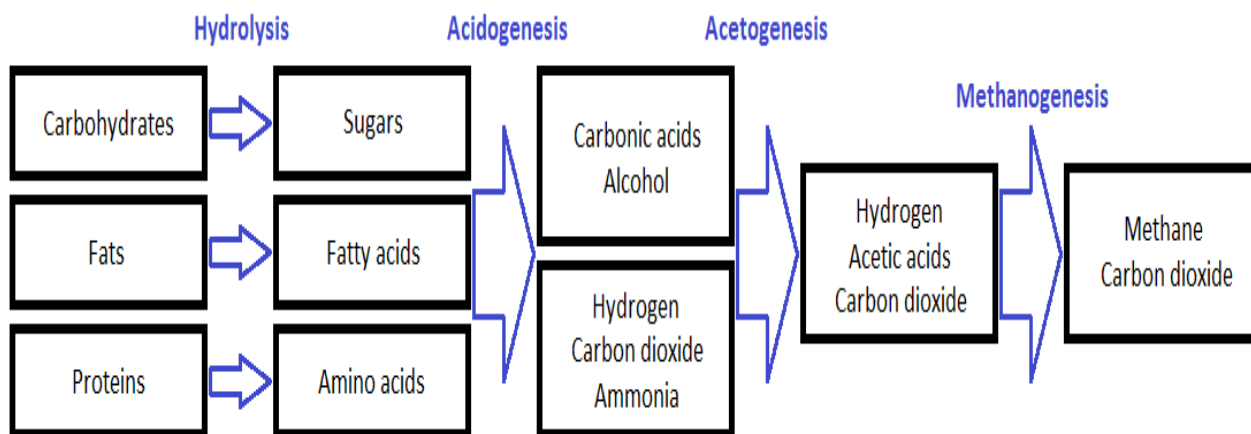 Hydrolysis
Acidogenesis
Acetogenesis
Methanogenesis
Carbohydrates
Sugars
Fats
Fatty acids
Proteins
Amino acids
Carbonic acids
Alcohol
Hydrogen
Carbon dioxide
Ammonia
Hydrogen
Acetic acids
Carbon dioxide
Methane
Carbon dioxide